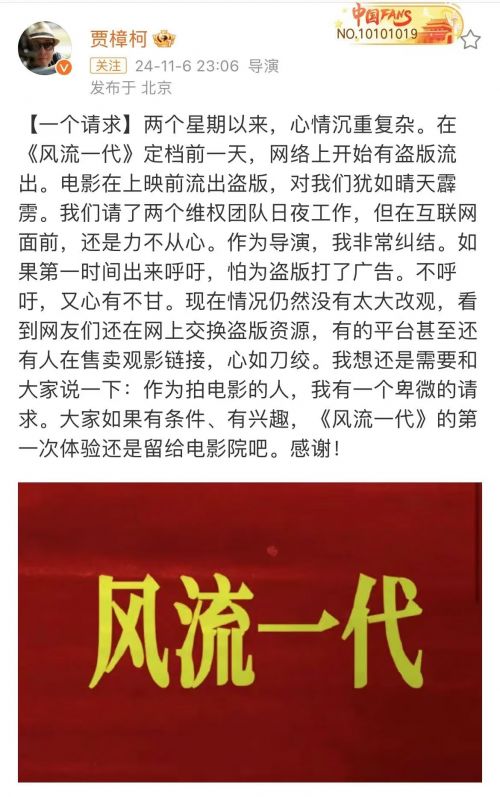 贾樟柯
中国FANS
NO.10101019
关注 24-11-6 23:06 导演
发布于 北京
【一个请求】两个星期以来，心情沉重复杂。在
《风流一代》定档前一天，网络上开始有盗版流
出。电影在上映前流出盗版，对我们犹如晴天霹
雳。我们请了两个维权团队日夜工作，但在互联网
面前，还是力不从心。作为导演，我非常纠结。如
果第一时间出来呼吁，怕为盗版打了广告。不呼
吁，又心有不甘。现在情况仍然没有太大改观，看
到网友们还在网上交换盗版资源，有的平台甚至还
有人在售卖观影链接，心如刀绞。我想还是需要和
大家说一下：作为拍电影的人，我有一个卑微的请
求。大家如果有条件、有兴趣，《风流一代》的第
一次体验还是留给电影院吧。感谢！
风流一代